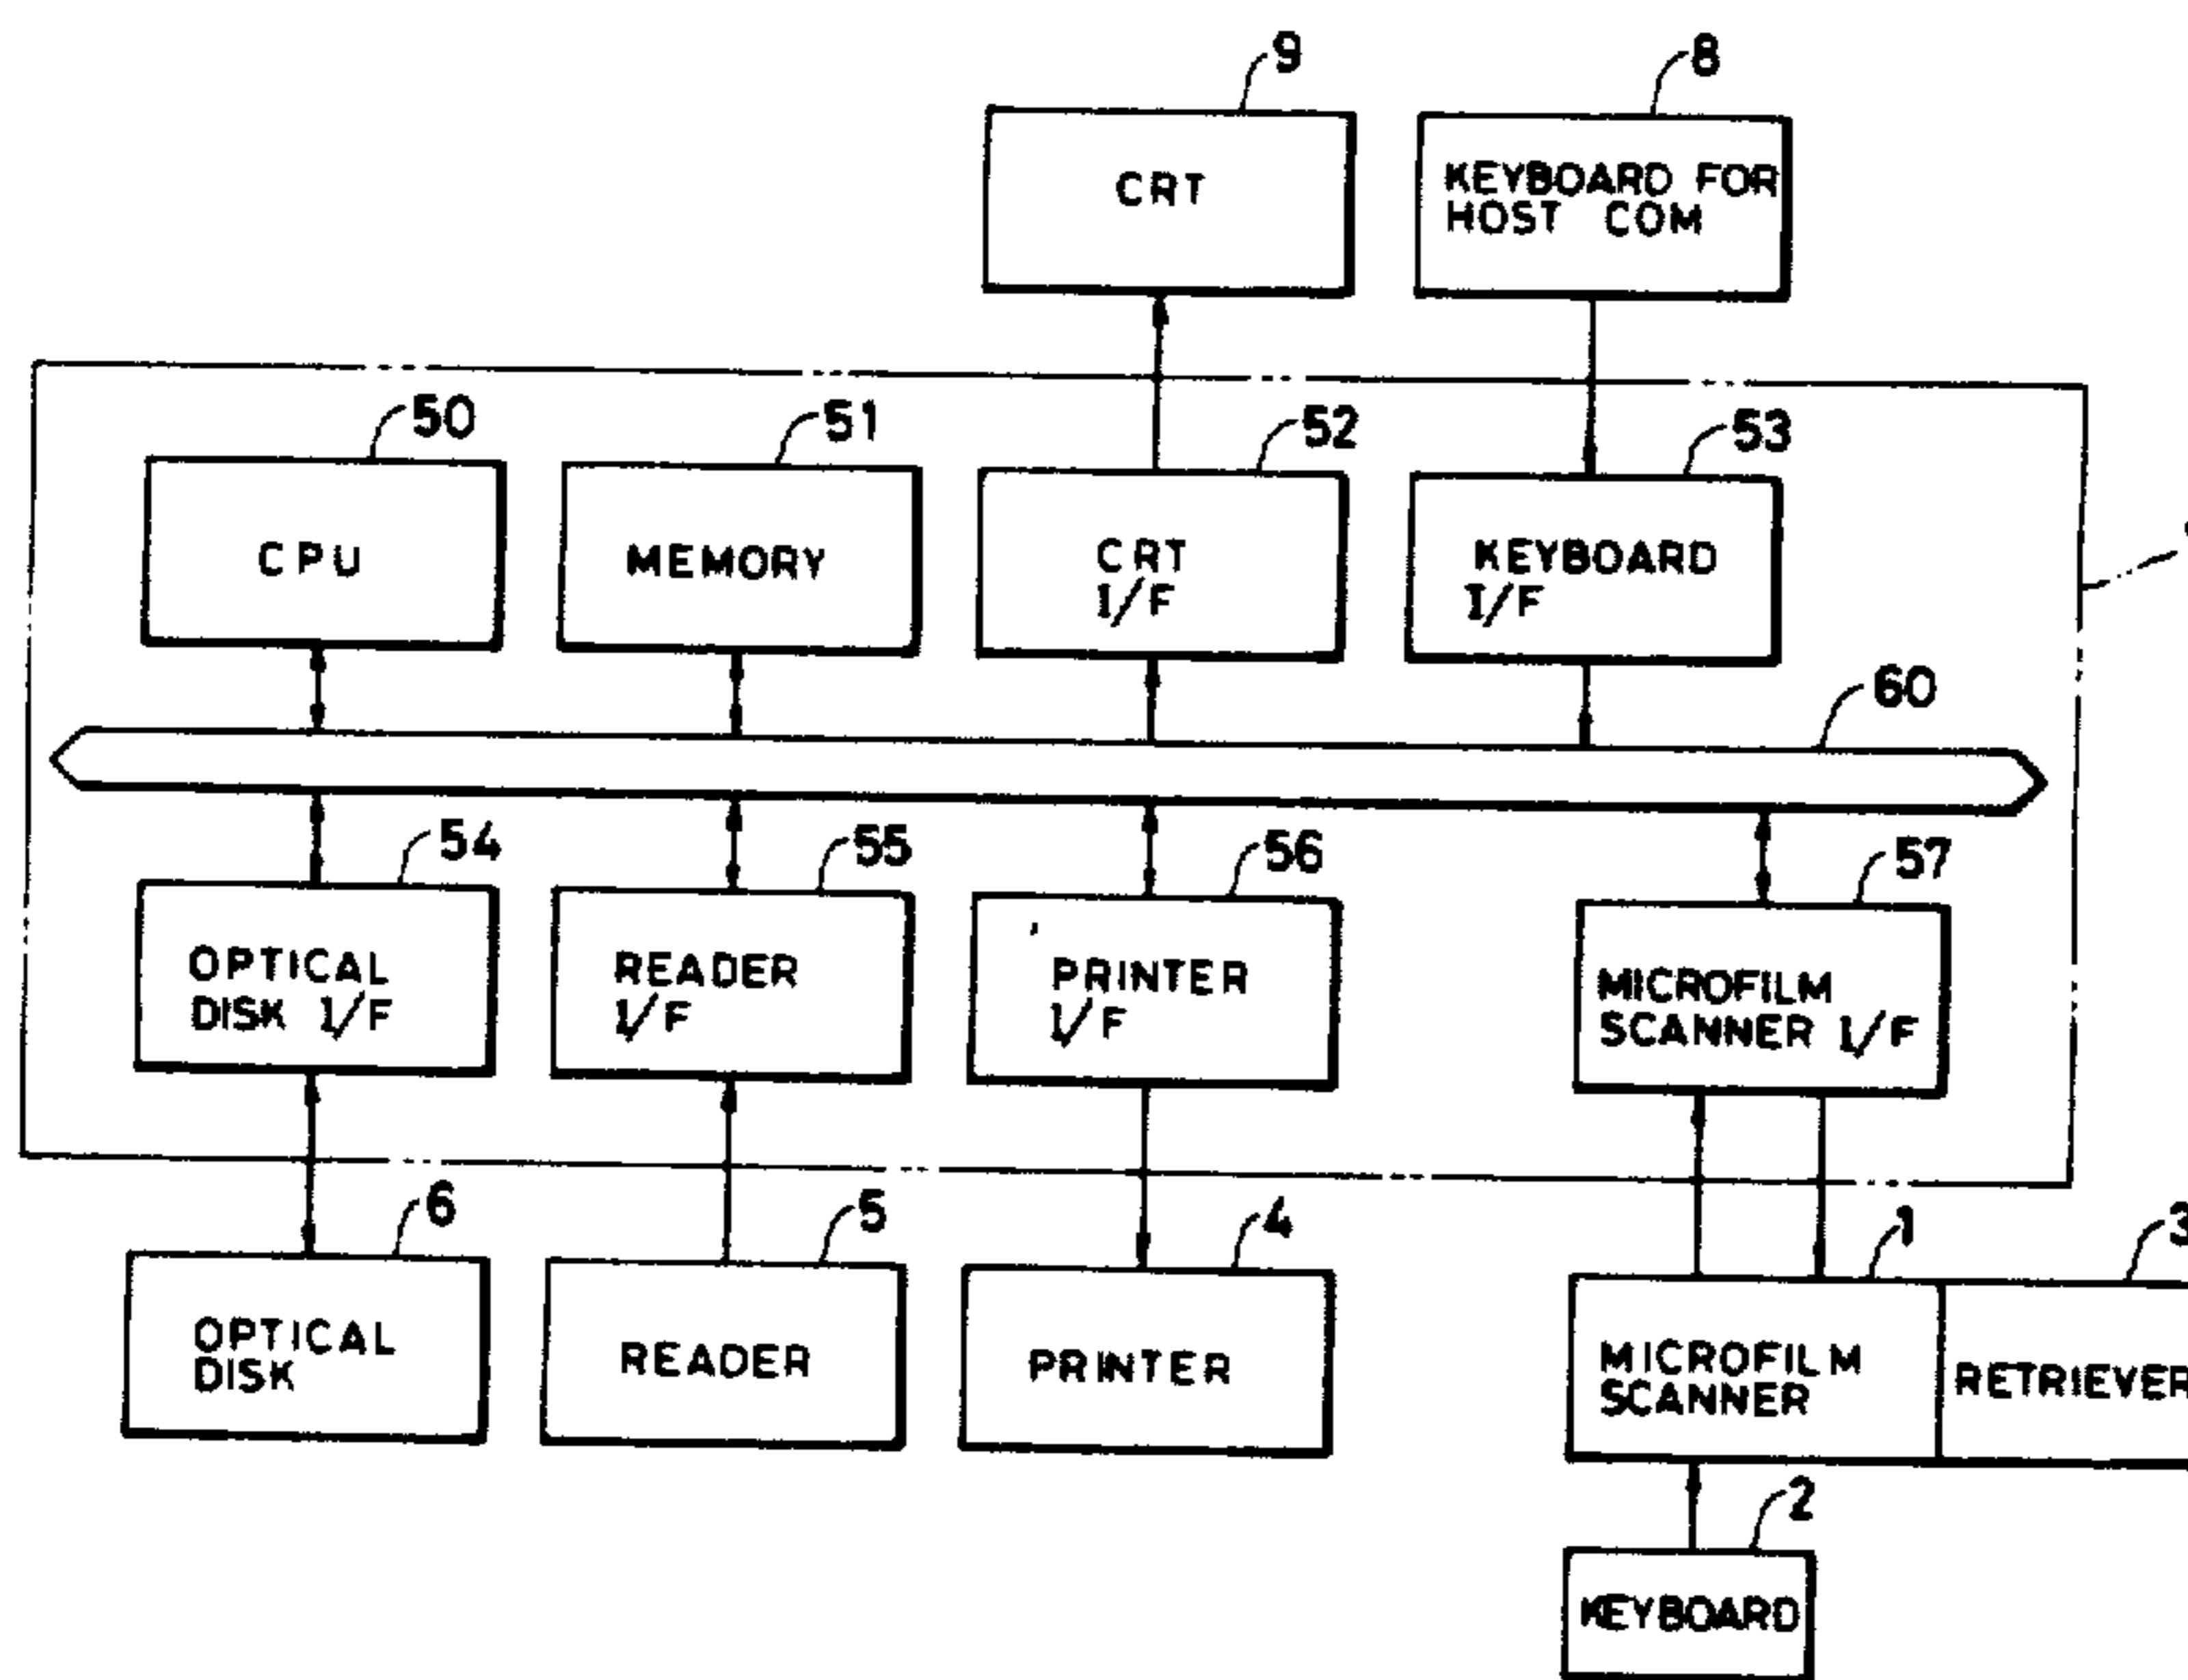 9
8
CRT
KEYBOARD FOR
HOST COM
50
51
52
53
CPU
MEMORY
CRT
I/F
KEYBOARD
I/F
60
54
55
56
57
OPTICAL
DISK I/F
READER
I/F
PRINTER
I/F
MICROFILM
SCANNER I/F
6
5
4
1
3
OPTICAL
DISK
READER
PRINTER
MICROFILM
SCANNER
RETRIEVER
2
KEYBOARD